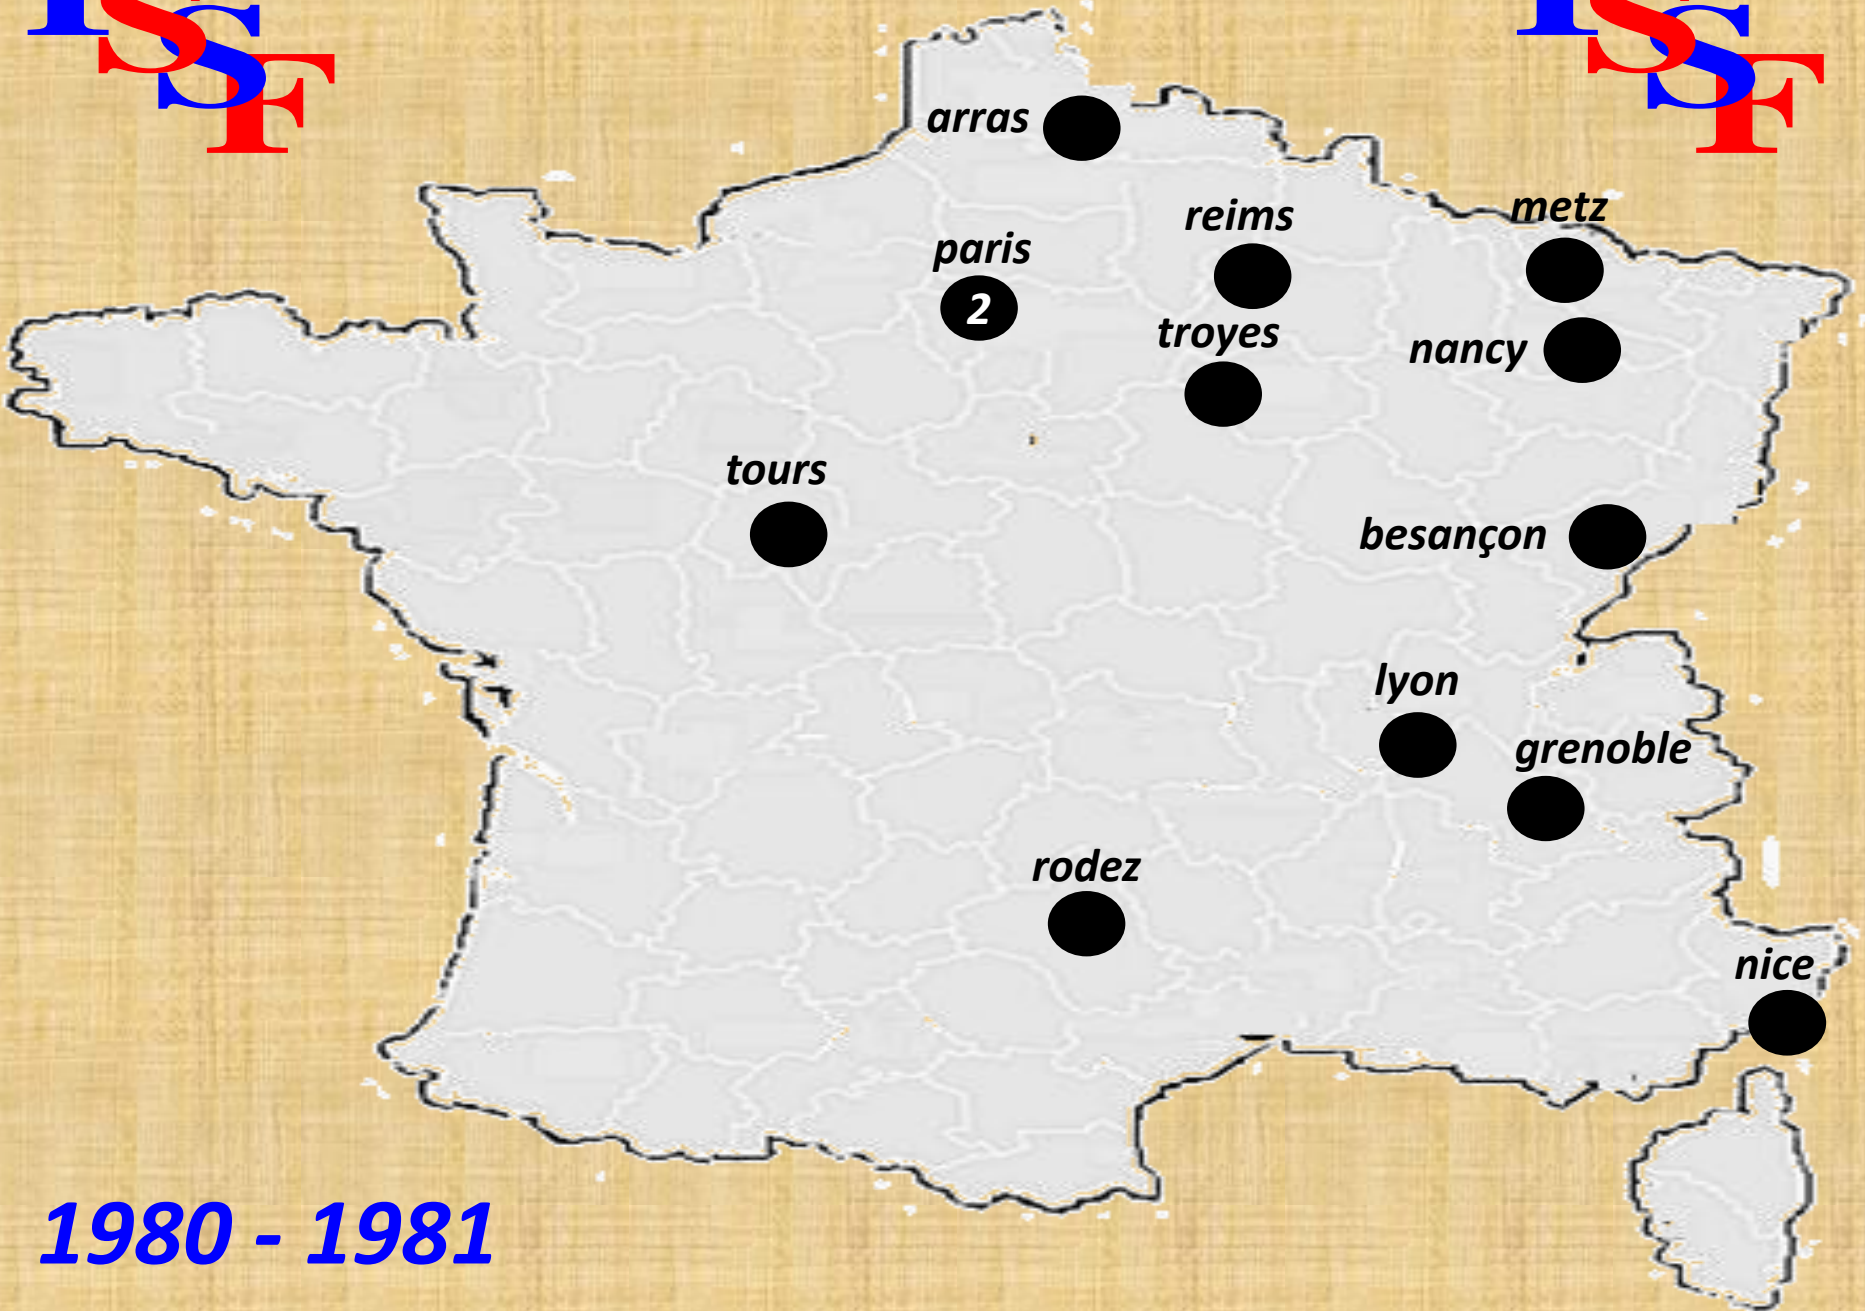 ISSF
ISSF
arras
reims
metz
paris
2
troyes
nancy
tours
besançon
lyon
grenoble
rodez
nice
1980 - 1981